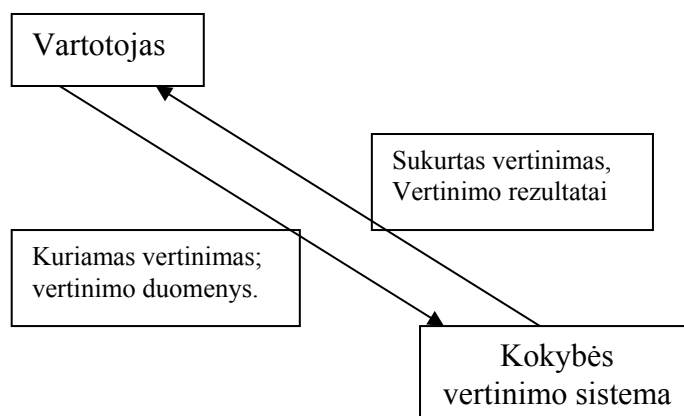 Vartotojas
Sukurtas vertinimas,
Vertinimo rezultatai
Kuriamas vertinimas;
vertinimo duomenys.
Kokybės
vertinimo sistema